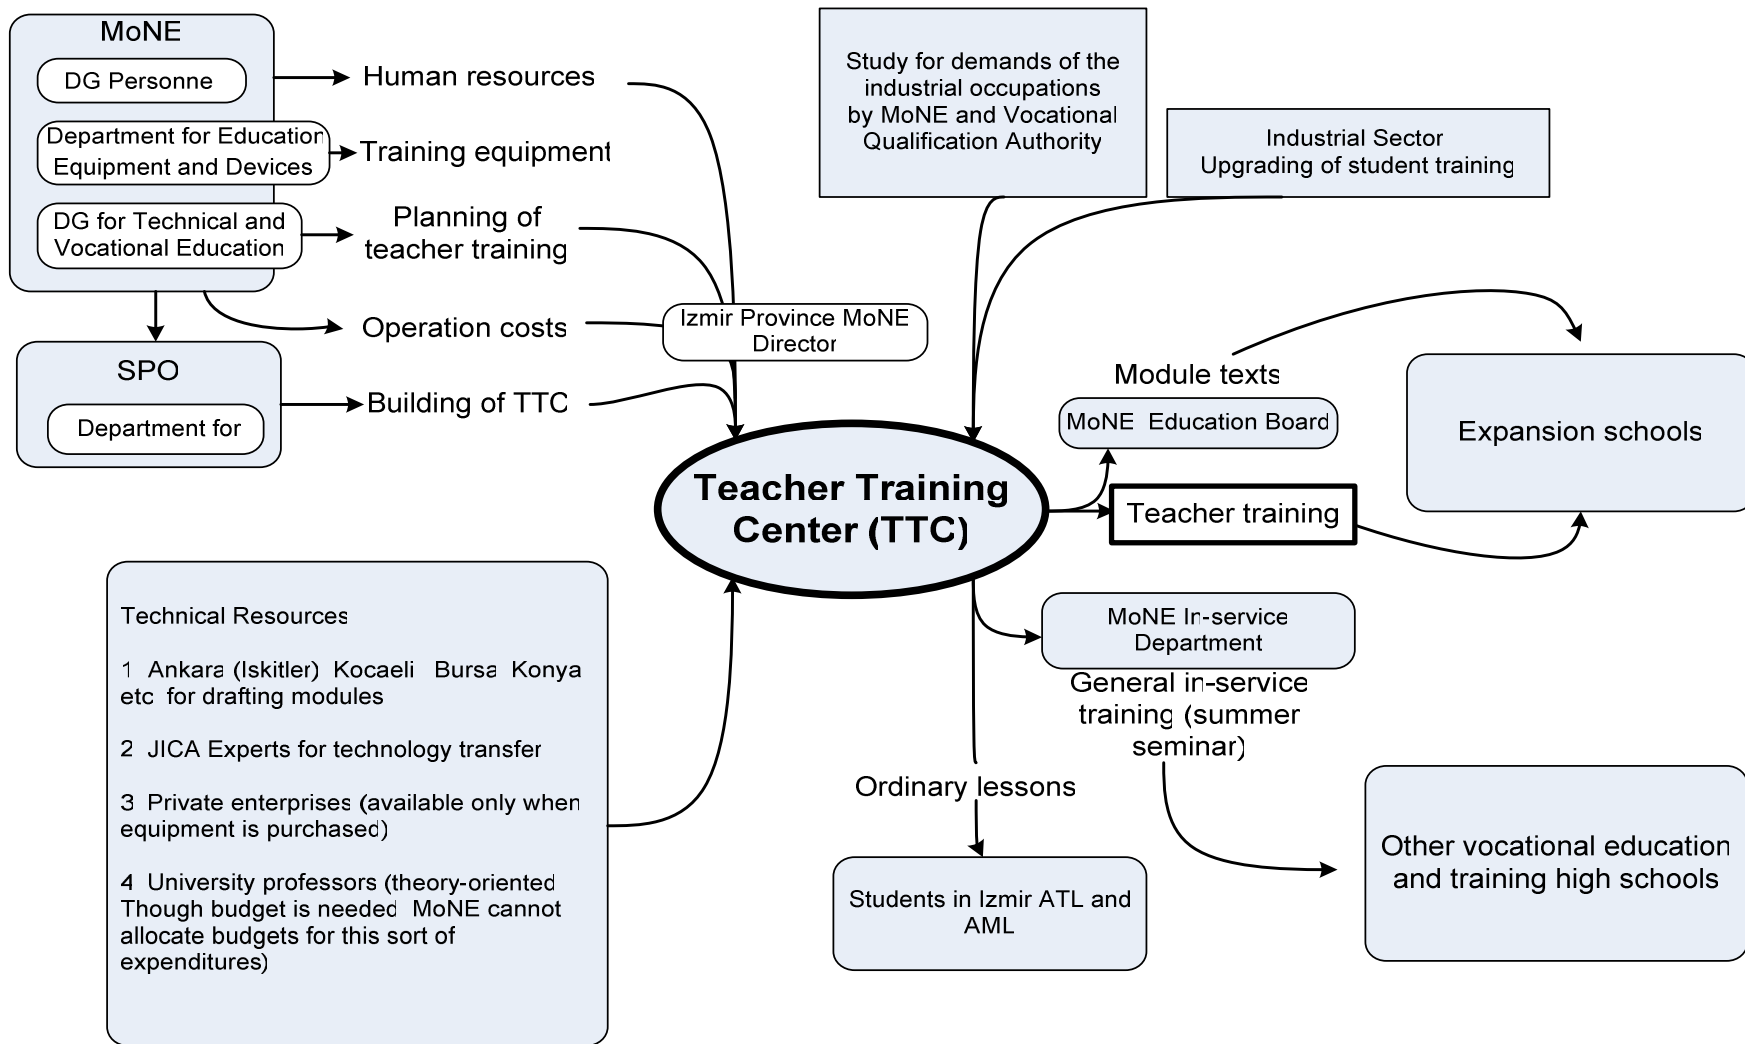 MoNE
DG Personne
Department for Education
Equipment and Devices
DG for Technical and
Vocational Education
SPO
Department for
Human resources
Training equipment
Planning of
teacher training
Operation costs
Building of TTC
Izmir Province MoNE
Director
Study for demands of the
industrial occupations
by MoNE and Vocational
Qualification Authority
Industrial Sector
Upgrading of student training
Teacher Training
Center (TTC)
Module texts
MoNE Education Board
Teacher training
Expansion schools
MoNE In-service
Department
General in-service
training (summer
seminar)
Ordinary lessons
Students in Izmir ATL and
AML
Other vocational education
and training high schools
Technical Resources
1 Ankara (Iskitler) Kocaeli Bursa Konya
etc for drafting modules
2 JICA Experts for technology transfer
3 Private enterprises (available only when
equipment is purchased)
4 University professors (theory-oriented
Though budget is needed MoNE cannot
allocate budgets for this sort of
expenditures)